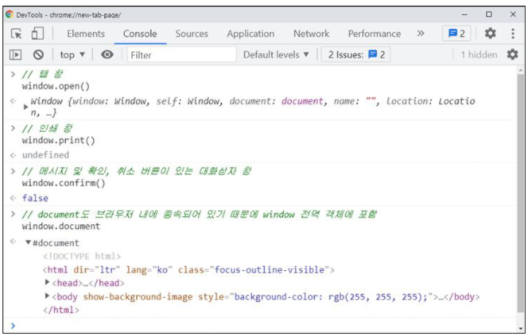 DevTools - chrome://new-tab-page/
Elements Console Sources Application Network Performance » 2
top ▼ Filter Default levels ▼ 2 Issues: 2 1 hidden
> // 탭 창
window.open()
<· ▶ Window {window: Window, self: Window, document: document, name: "", location: Locatio
n, …}
> // 인쇄 창
window.print()
<· undefined
> // 메시지 및 확인, 취소 버튼이 있는 대화상자 창
window.confirm()
<· false
> // document도 브라우저 내에 종속되어 있기 때문에 window 전역 객체에 포함
window.document
<· ▼#document
<!DOCTYPE html>
<html dir="ltr" lang="ko" class="focus-outline-visible">
▶<head>…</head>
▶<body show-background-image style="background-color: rgb(255, 255, 255);">…</body>
</html>
>